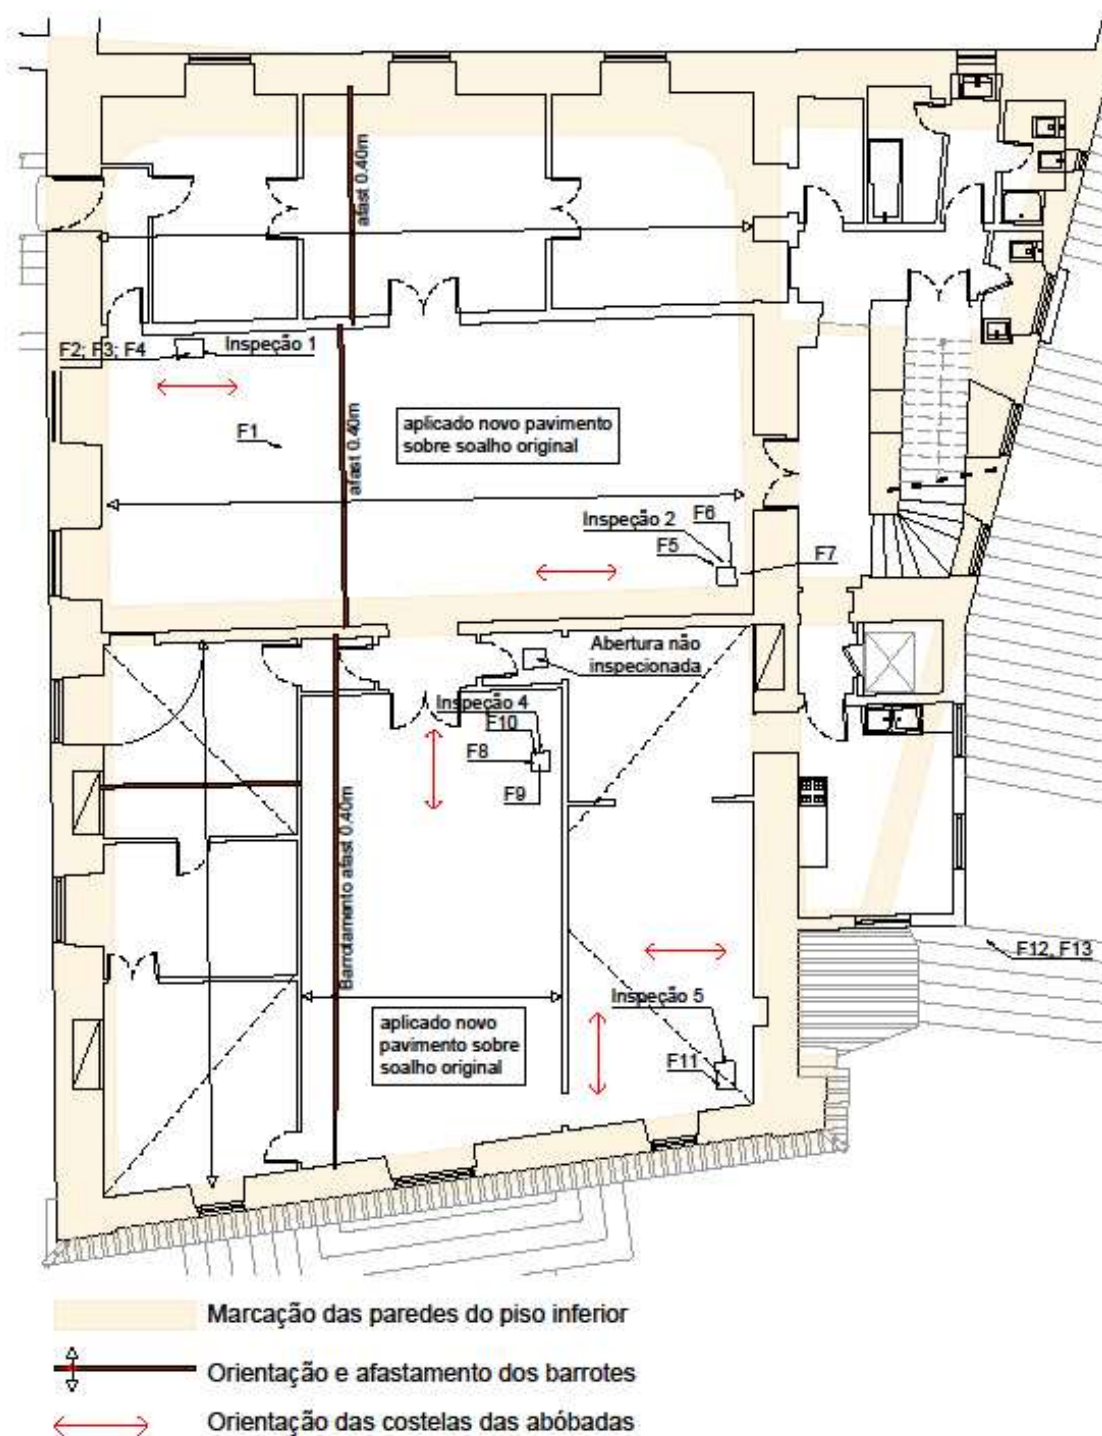 afast 0.40m
Inspeção 1
F2; F3; F4
afast 0.40m
aplicado novo pavimento
sobre soalho original
F1
Inspeção 2
F6
F5
F7
Abertura não
inspecionada
Inspeção 4
F10
F8
F9
Barrotamento afast 0.40m
F12, F13
Inspeção 5
aplicado novo
pavimento sobre
soalho original
F11
Marcação das paredes do piso inferior
Orientação e afastamento dos barrotes
Orientação das costelas das abóbadas